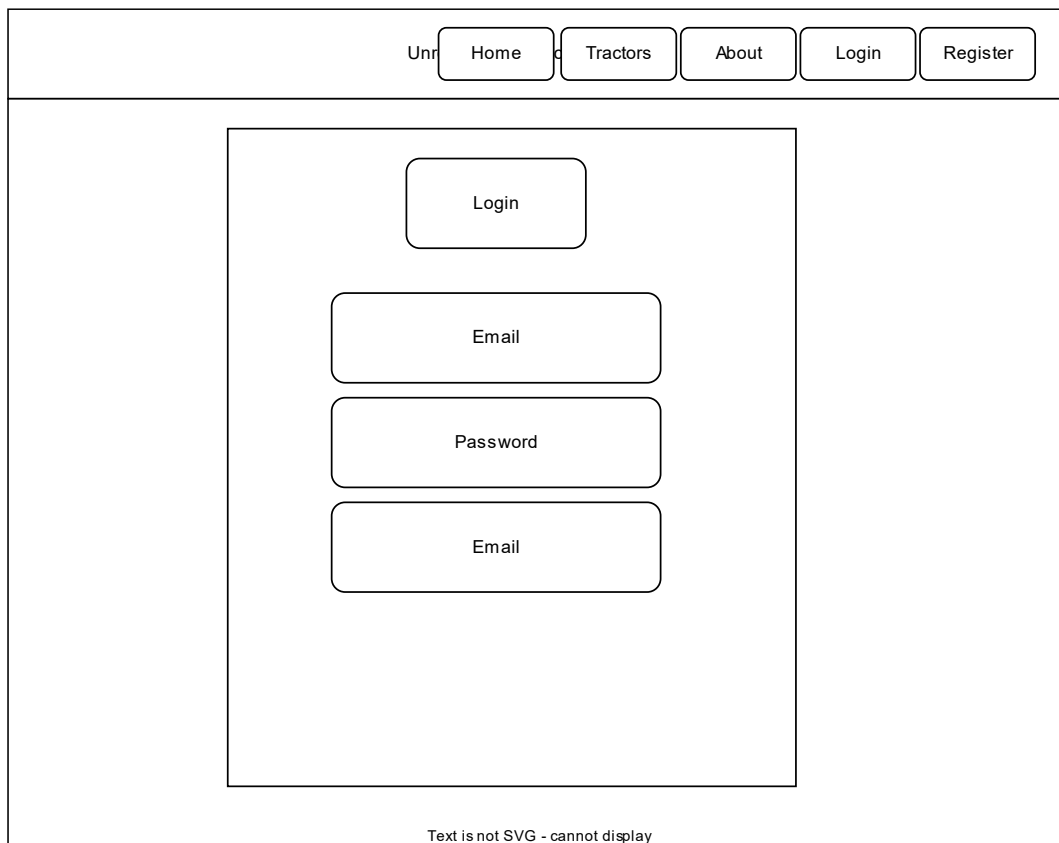 Home Tractors About Login Register
Login
Email
Password
Email
Text is not SVG - cannot display